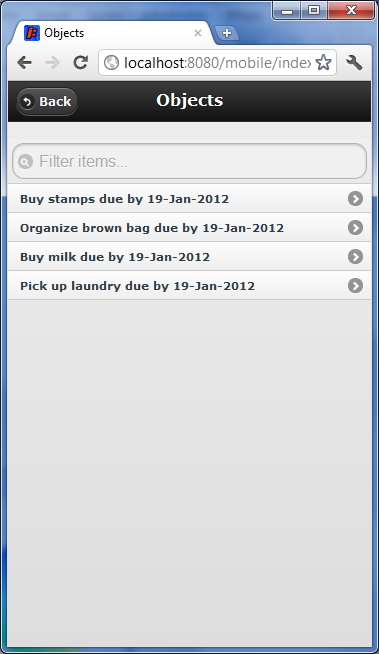 Objects
localhost:8080/mobile/index
Back
Objects
Filter items...
Buy stamps due by 19-Jan-2012
Organize brown bag due by 19-Jan-2012
Buy milk due by 19-Jan-2012
Pick up laundry due by 19-Jan-2012